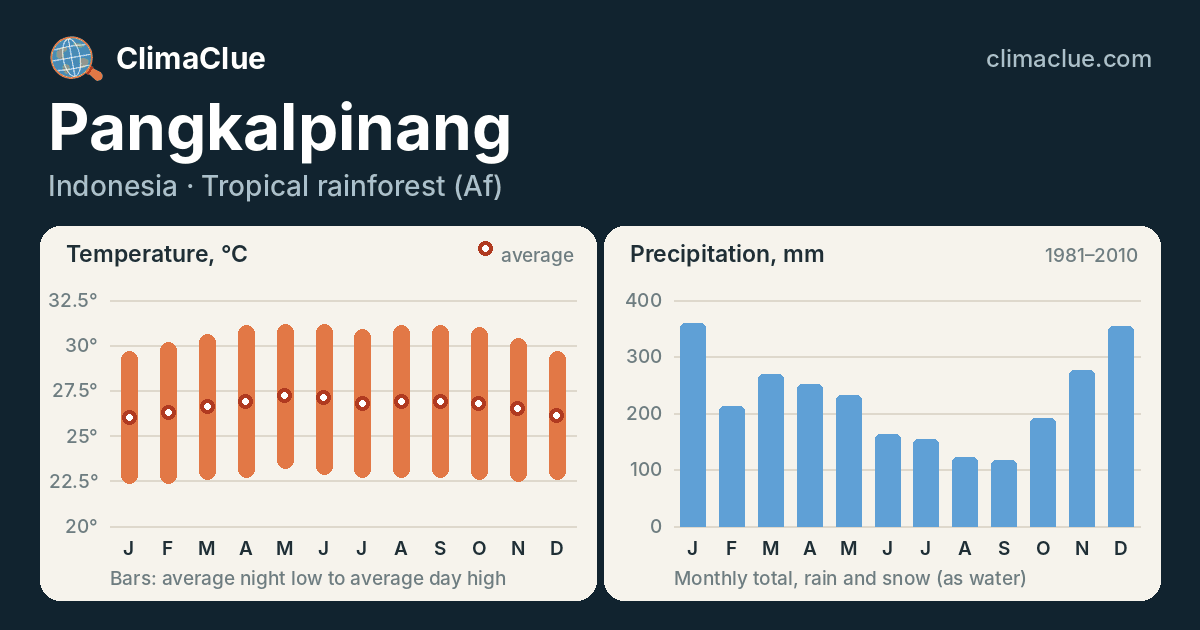 ClimaClue
climaclue.com
Pangkalpinang
Indonesia · Tropical rainforest (Af)
Temperature, °C
average
32.5°
30°
27.5°
25°
22.5°
20°
J F M A M J J A S O N D
Bars: average night low to average day high
Precipitation, mm
1981–2010
400
300
200
100
0
J F M A M J J A S O N D
Monthly total, rain and snow (as water)